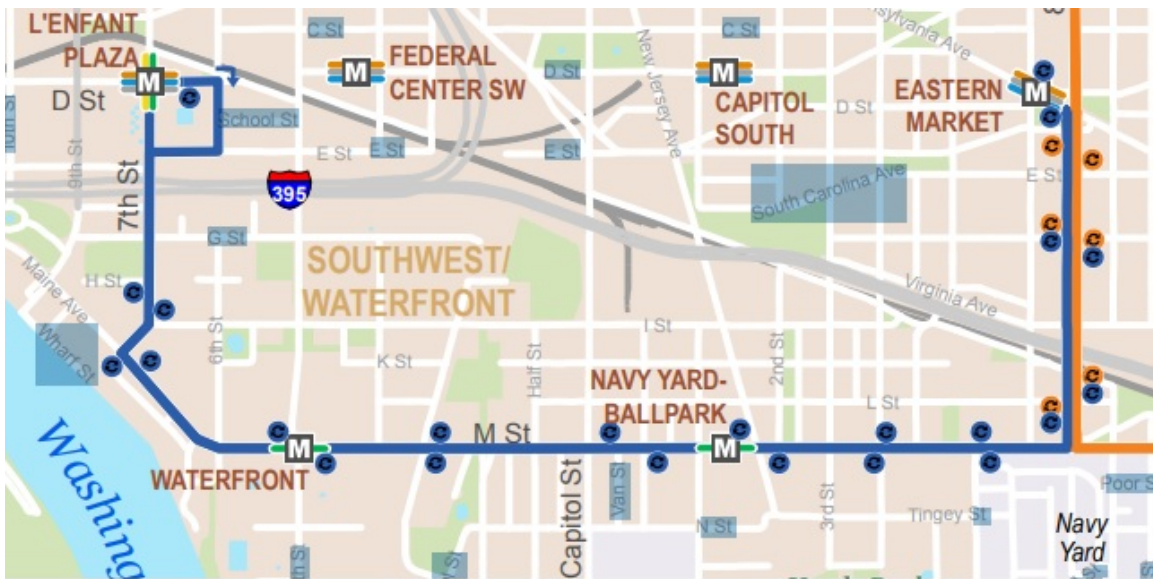 L'ENFANT
PLAZA
M
D St
C St
M
FEDERAL
CENTER SW
D St
New Jersey Ave
C St
M
CAPITOL
SOUTH
Pennsylvania Ave
M
EASTERN
MARKET
D St
School St
9th St
7th St
E St
E St
E St
E St
395
South Carolina Ave
G St
SOUTHWEST/
WATERFRONT
H St
Maine Ave
Wharf St
6th St
I St
K St
Half St
2nd St
Virginia Ave
L St
NAVY YARD-
BALLPARK
M
M St
M
WATERFRONT
Washing
Capitol St
Van St
N St
3rd St
Tingey St
Poor S
Navy
Yard